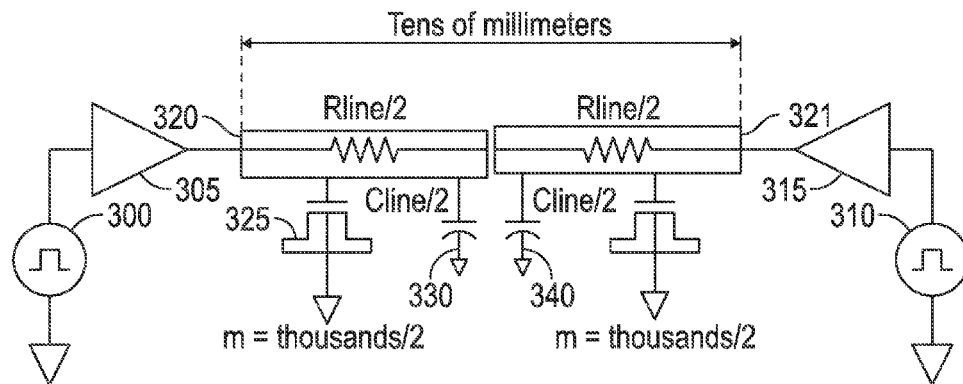 Tens of millimeters
320
Rline/2
Rline/2
321
305
300
325
Cline/2
Cline/2
315
310
330
340
m = thousands/2
m = thousands/2